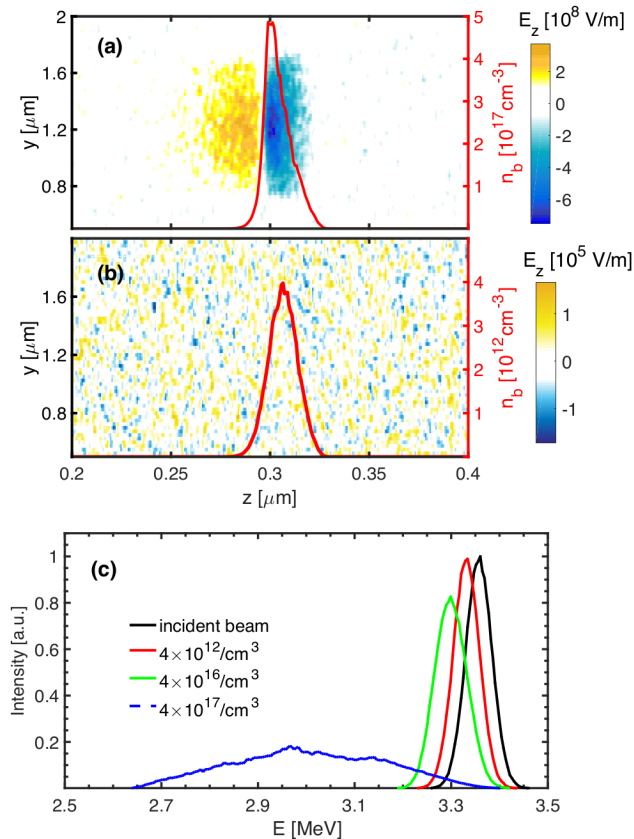 E_z [10^8 V/m]
(a)
y [μm]
2
1.6
1.2
0.8
5
4
3
2
1
n_b [10^17 cm^-3]
2
0
-2
-4
-6
(b)
y [μm]
1.6
1.2
0.8
4
3
2
1
n_b [10^12 cm^-3]
E_z [10^5 V/m]
1
0
-1
0.2 0.25 0.3 0.35 0.4
z [μm]
(c)
Intensity [a.u.]
1
0.8
0.6
0.4
0.2
incident beam
4×10^12/cm^3
4×10^16/cm^3
4×10^17/cm^3
2.5 2.7 2.9 3.1 3.3 3.5
E [MeV]